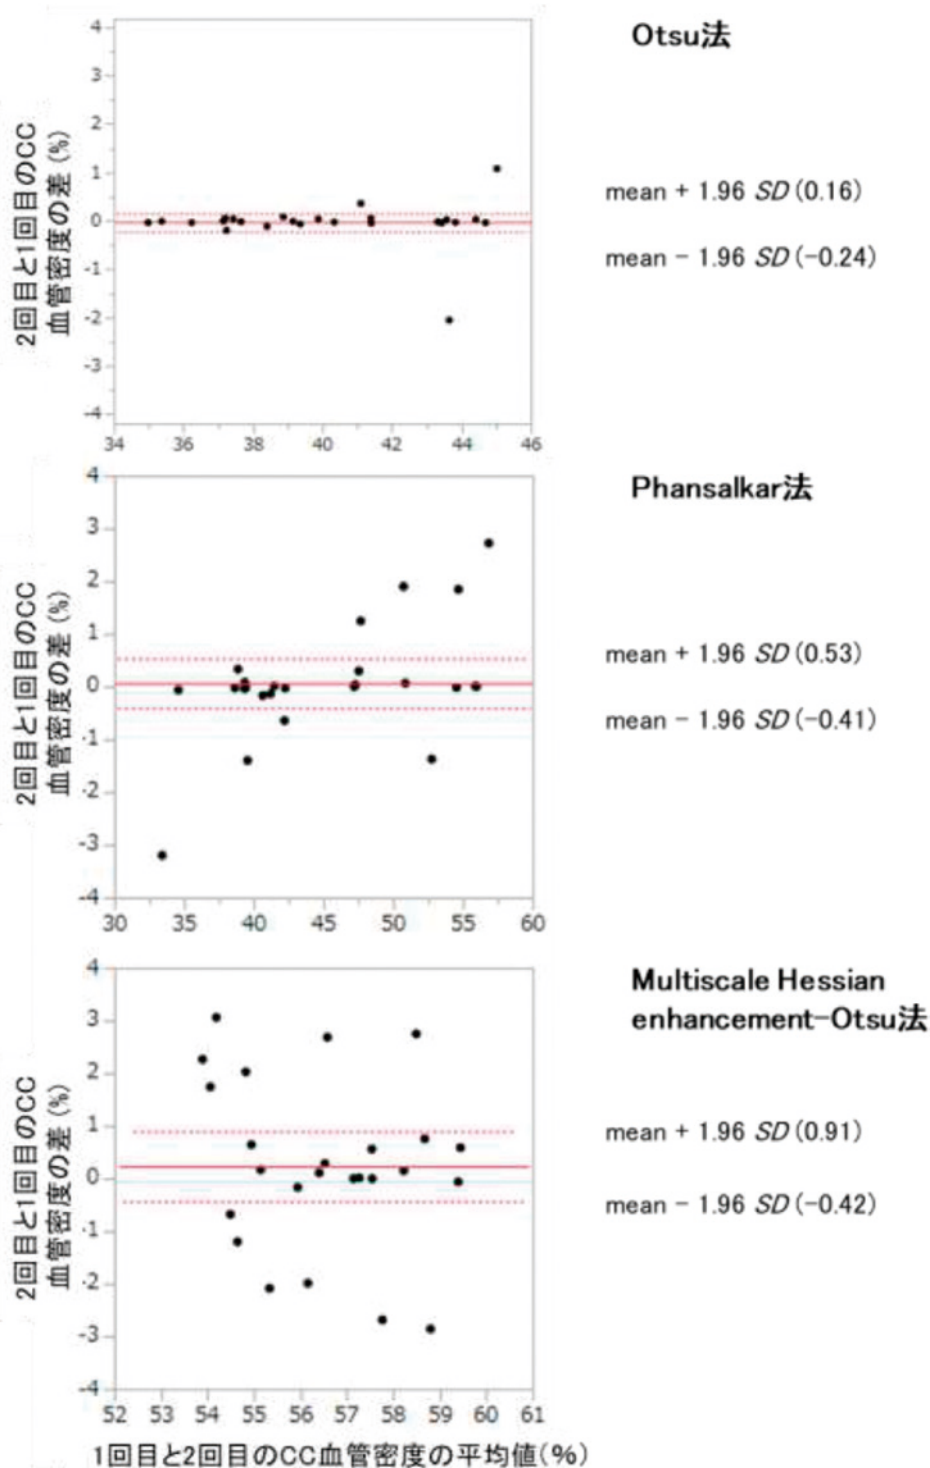 Otsu法
2回目と1回目のCC
血管密度の差 (%)
4
3
2
1
0
-1
-2
-3
-4
34 36 38 40 42 44 46
mean + 1.96 SD (0.16)
mean − 1.96 SD (−0.24)
Phansalkar法
2回目と1回目のCC
血管密度の差 (%)
4
3
2
1
0
-1
-2
-3
-4
30 35 40 45 50 55 60
mean + 1.96 SD (0.53)
mean − 1.96 SD (−0.41)
Multiscale Hessian
enhancement−Otsu法
2回目と1回目のCC
血管密度の差 (%)
4
3
2
1
0
-1
-2
-3
-4
52 53 54 55 56 57 58 59 60 61
mean + 1.96 SD (0.91)
mean − 1.96 SD (−0.42)
1回目と2回目のCC血管密度の平均値(%)